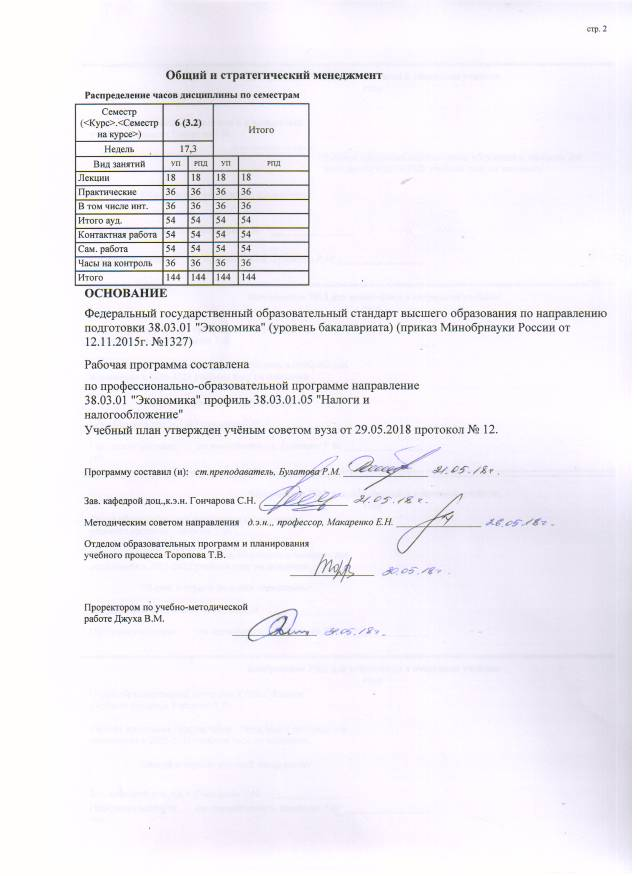 стр. 2
Общий и стратегический менеджмент
Распределение часов дисциплины по семестрам
Семестр (<Курс>.<Семестр на курсе>) 6 (3.2) Итого
Недель 17,3
Вид занятий УП РПД УП РПД
Лекции 18 18 18 18
Практические 36 36 36 36
В том числе инт. 36 36 36 36
Итого ауд. 54 54 54 54
Контактная работа 54 54 54 54
Сам. работа 54 54 54 54
Часы на контроль 36 36 36 36
Итого 144 144 144 144
ОСНОВАНИЕ
Федеральный государственный образовательный стандарт высшего образования по направлению
подготовки 38.03.01 "Экономика" (уровень бакалавриата) (приказ Минобрнауки России от
12.11.2015г. №1327)
Рабочая программа составлена
по профессионально-образовательной программе направление
38.03.01 "Экономика" профиль 38.03.01.05 "Налоги и
налогообложение"
Учебный план утвержден учёным советом вуза от 29.05.2018 протокол № 12.
Программу составил (и): ст.преподаватель, Булатова Р.М. 21.05.18г.
Зав. кафедрой доц.,к.э.н. Гончарова С.Н. 21.05.18г.
Методическим советом направления д.э.н.,, профессор, Макаренко Е.Н. 28.05.18г.
Отделом образовательных программ и планирования
учебного процесса Торопова Т.В.
30.05.18г.
Проректором по учебно-методической
работе Джуха В.М.
31.05.18г.